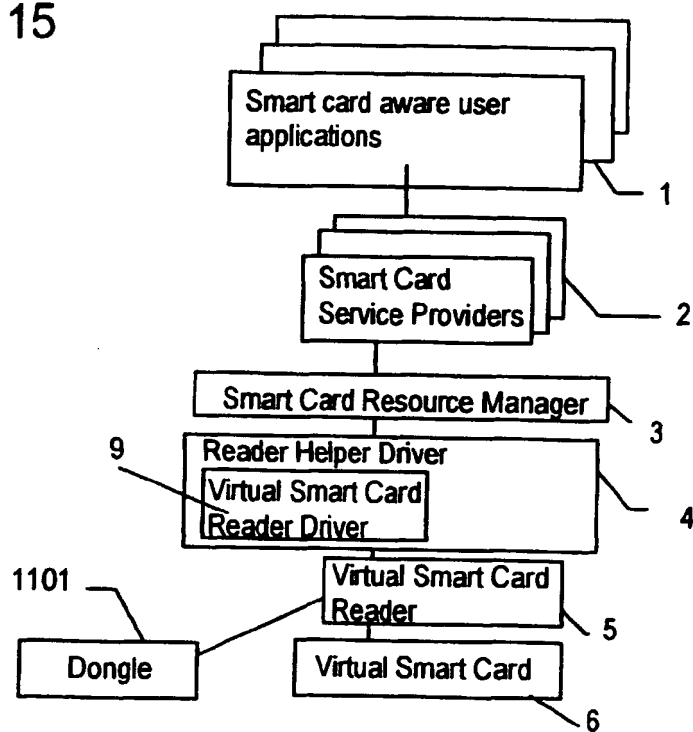 15
Smart card aware user
applications
1
Smart Card
Service Providers
2
Smart Card Resource Manager
3
Reader Helper Driver
9
Virtual Smart Card
Reader Driver
4
1101
Virtual Smart Card
Reader
5
Dongle
Virtual Smart Card
6